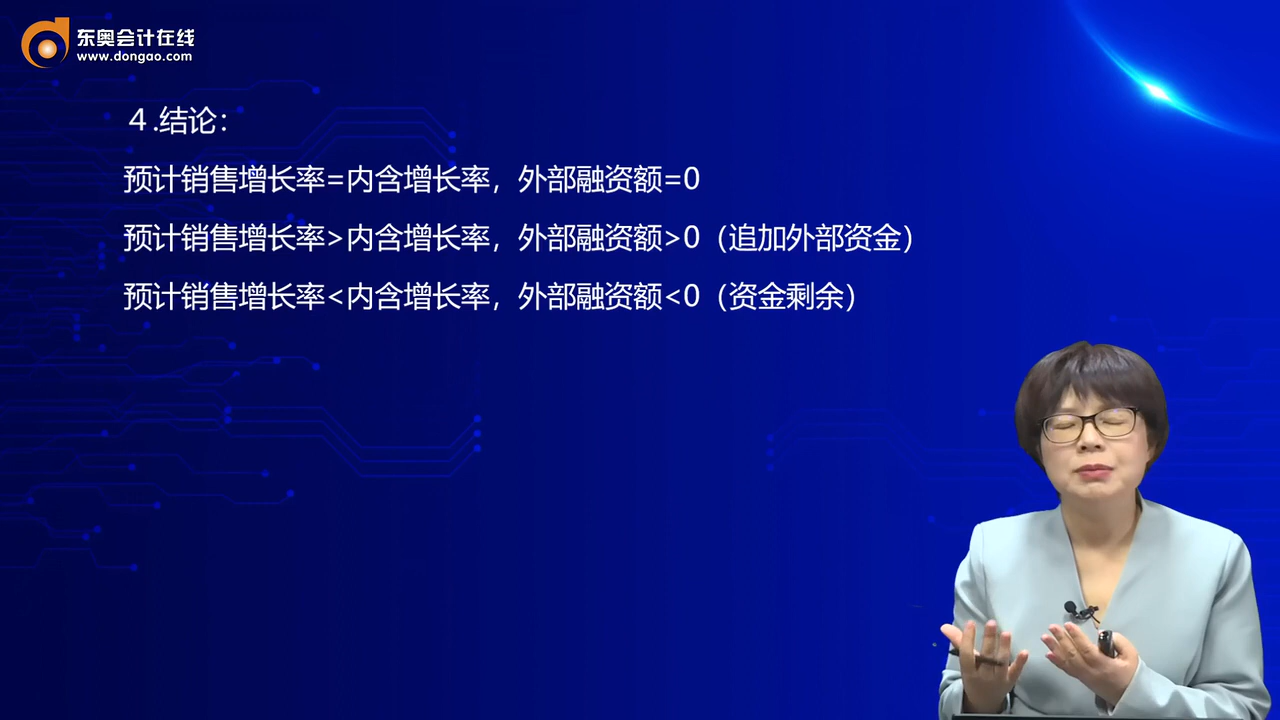 东奥会计在线
www.dongao.com
４.结论：
预计销售增长率=内含增长率，外部融资额=0
预计销售增长率>内含增长率，外部融资额>0（追加外部资金）
预计销售增长率<内含增长率，外部融资额<0（资金剩余）